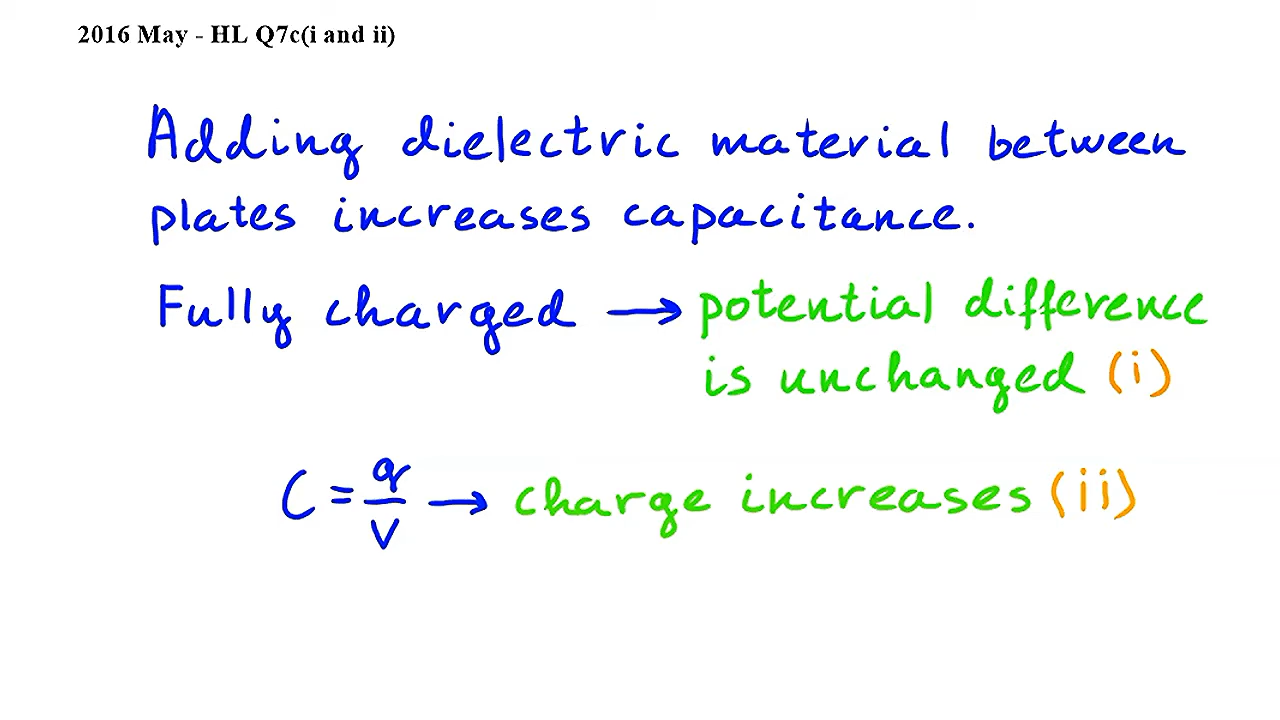 2016 May - HL Q7c(i and ii)
Adding dielectric material between
plates increases capacitance.
Fully charged → potential difference
is unchanged (i)
C = q/V → charge increases (ii)